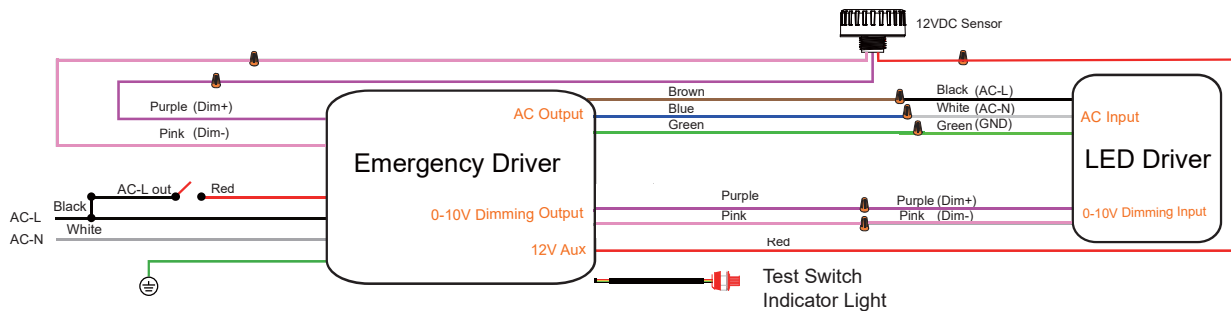 12VDC Sensor
Purple (Dim+)
Pink (Dim-)
AC Output
Brown
Blue
Green
Black (AC-L)
White (AC-N)
Green (GND)
AC Input
Emergency Driver
LED Driver
AC-L out
Red
Black
AC-L
White
AC-N
0-10V Dimming Output
Purple
Pink
Purple (Dim+)
Pink (Dim-)
0-10V Dimming Input
12V Aux
Red
Test Switch
Indicator Light